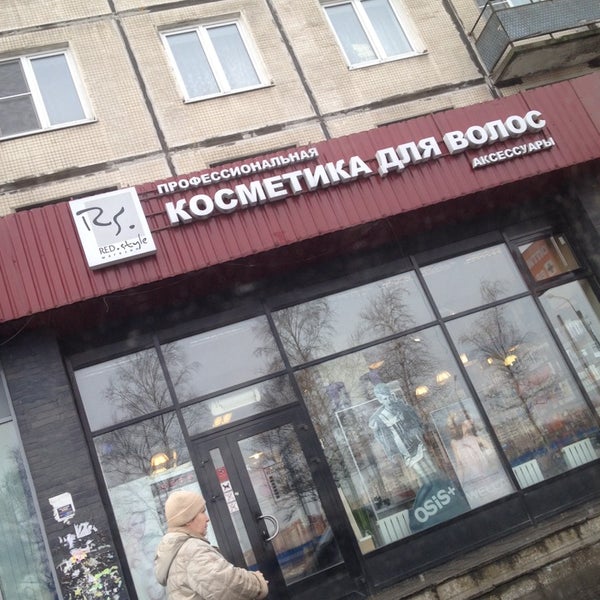 ПРОФЕССИОНАЛЬНАЯ
КОСМЕТИКА ДЛЯ ВОЛОС
АКСЕССУАРЫ
Rs.
RED.style
магазин
OSiS+